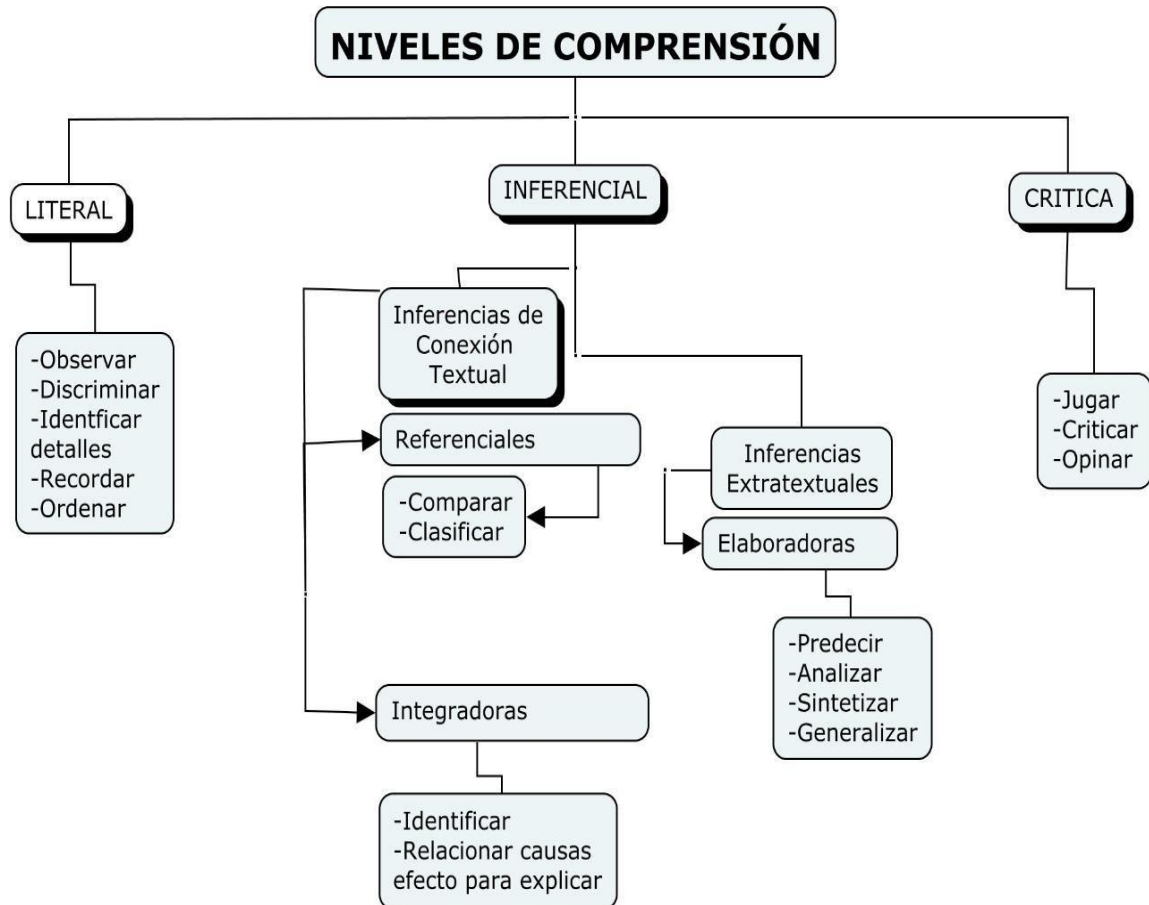 NIVELES DE COMPRENSIÓN
LITERAL
INFERENCIAL
CRITICA
-Observar
-Discriminar
-Identficar
detalles
-Recordar
-Ordenar
Inferencias de
Conexión
Textual
Referenciales
-Comparar
-Clasificar
Integradoras
-Identificar
-Relacionar causas
efecto para explicar
Inferencias
Extratextuales
Elaboradoras
-Predecir
-Analizar
-Sintetizar
-Generalizar
-Jugar
-Criticar
-Opinar